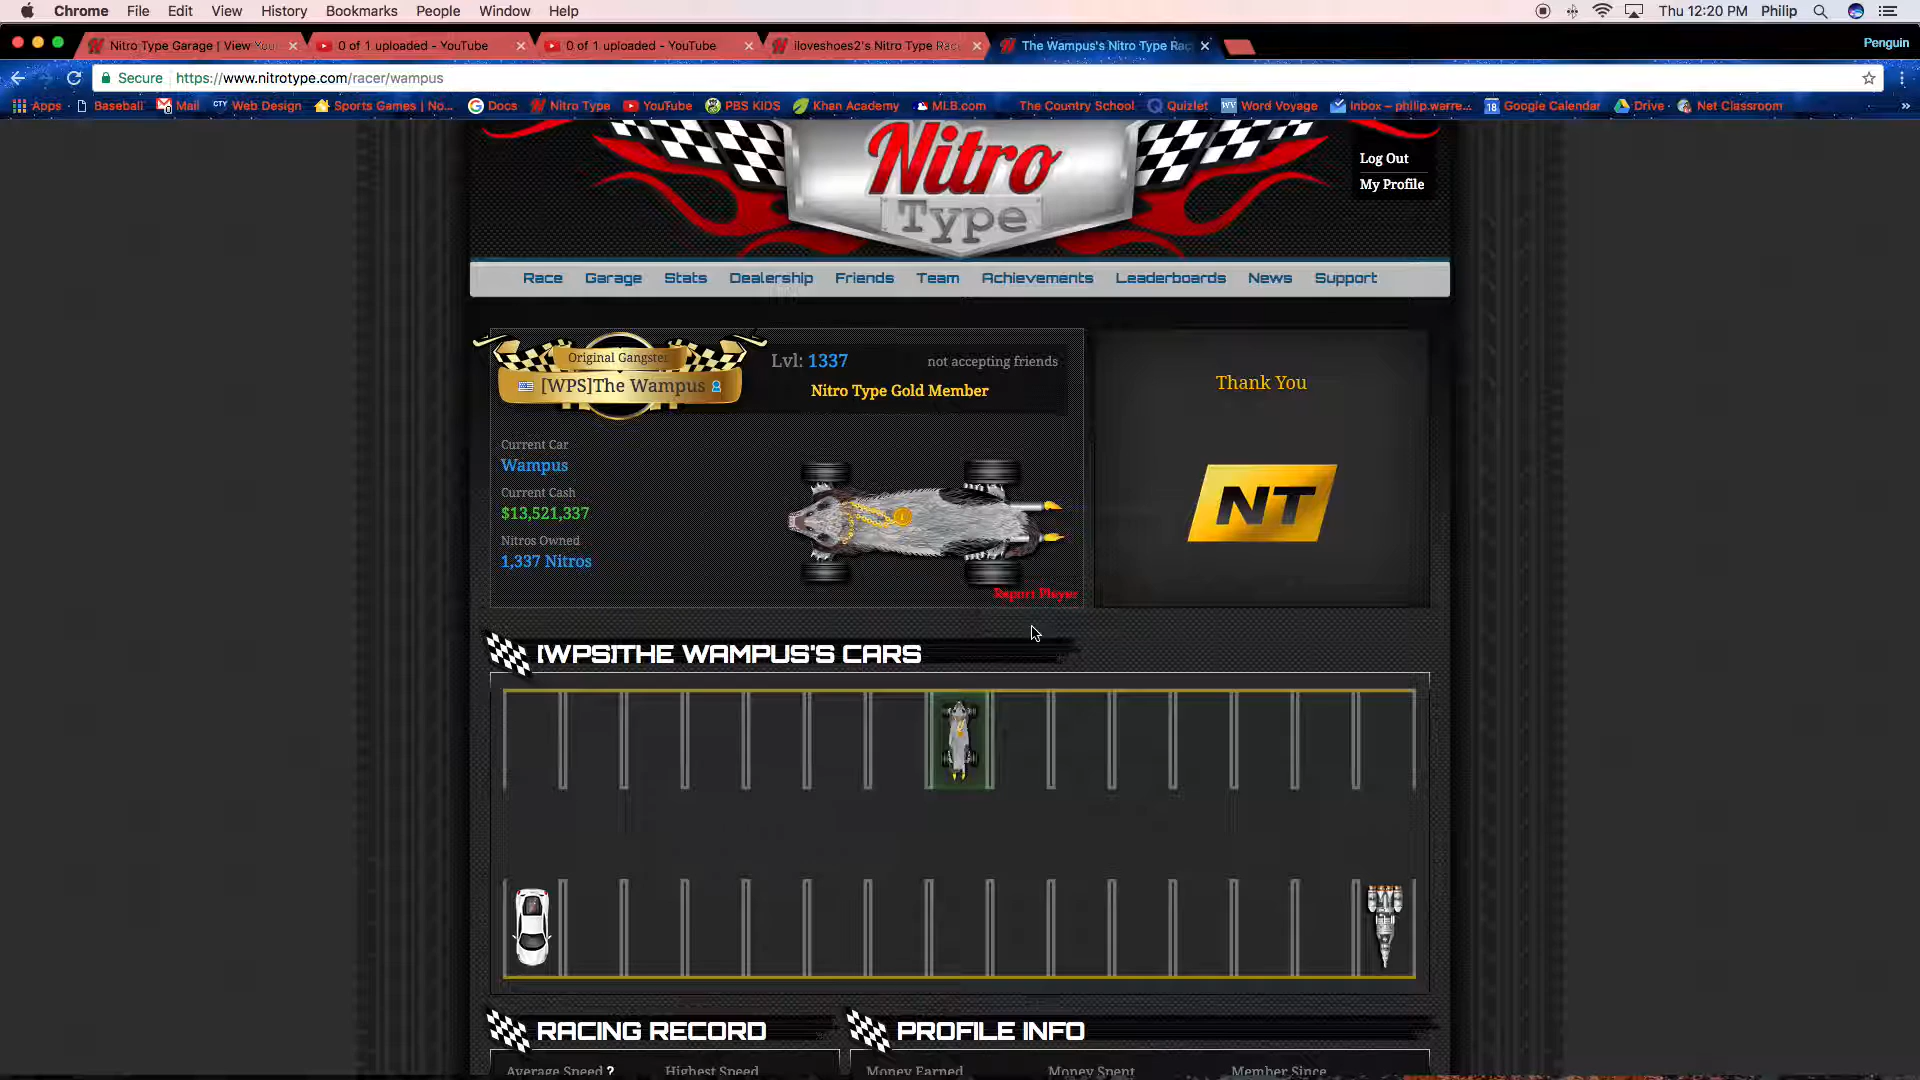 Chrome File Edit View History Bookmarks People Window Help Thu 12:20 PM Philip
Nitro Type Garage | View Your 0 of 1 uploaded - YouTube 0 of 1 uploaded - YouTube iloveshoes2's Nitro Type Rac The Wampus's Nitro Type Rac Penguin
Secure https://www.nitrotype.com/racer/wampus
Apps Baseball Mail CTY Web Design Sports Games | No... Docs Nitro Type YouTube PBS KIDS Khan Academy MLB.com The Country School Quizlet WV Word Voyage Inbox – philip.warre... 18 Google Calendar Drive Net Classroom »
Nitro
Type
Log Out
My Profile
Race Garage Stats Dealership Friends Team Achievements Leaderboards News Support
Original Gangster
[WPS]The Wampus
Lvl: 1337 not accepting friends
Nitro Type Gold Member
Current Car
Wampus
Current Cash
$13,521,337
Nitros Owned
1,337 Nitros
Report Player
Thank You
NT
[WPS]THE WAMPUS'S CARS
RACING RECORD
PROFILE INFO
Average Speed ? Highest Speed
Money Earned Money Spent Member Since